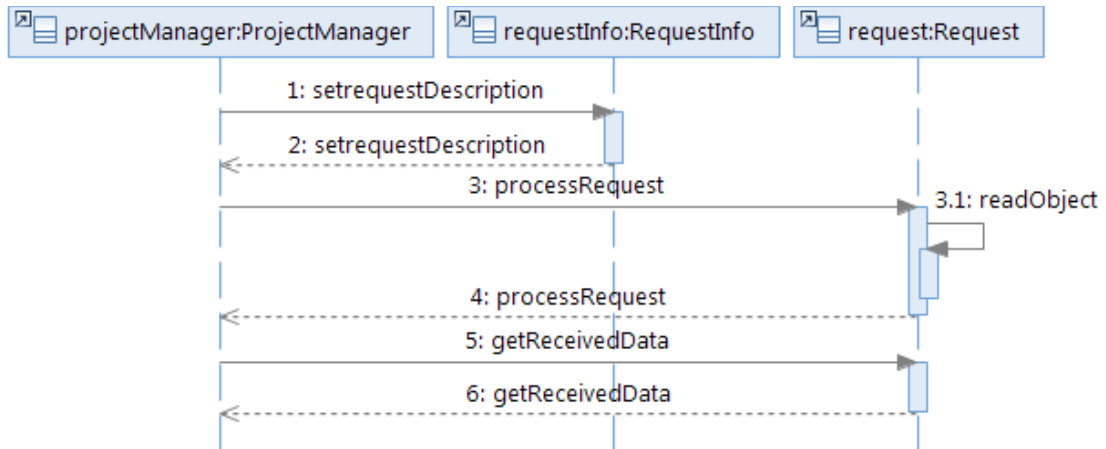 projectManager:ProjectManager
requestInfo:RequestInfo
request:Request
1: setrequestDescription
2: setrequestDescription
3: processRequest
3.1: readObject
4: processRequest
5: getReceivedData
6: getReceivedData